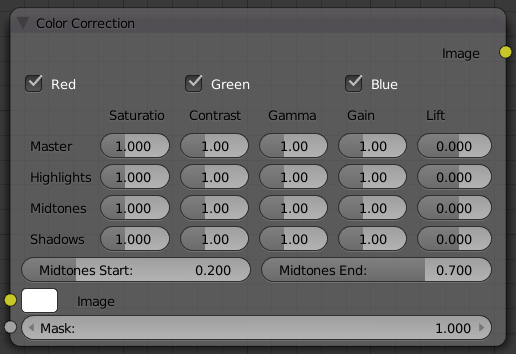 Color Correction
Image
Red Green Blue
Saturatio Contrast Gamma Gain Lift
Master 1.000 1.00 1.00 1.00 0.000
Highlights 1.000 1.00 1.00 1.00 0.000
Midtones 1.000 1.00 1.00 1.00 0.000
Shadows 1.000 1.00 1.00 1.00 0.000
Midtones Start: 0.200 Midtones End: 0.700
Image
Mask: 1.000